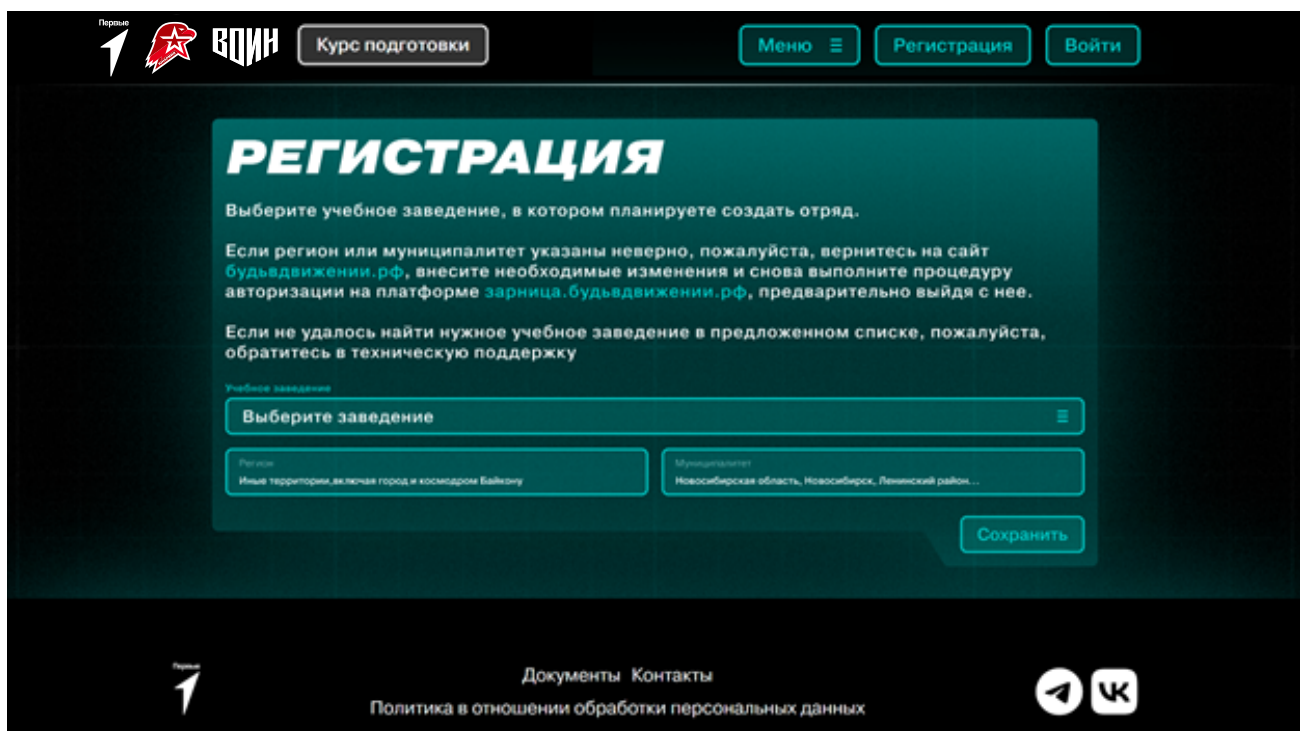 Первые
ВОИН
Курс подготовки
Меню
Регистрация
Войти
РЕГИСТРАЦИЯ
Выберите учебное заведение, в котором планируете создать отряд.
Если регион или муниципалитет указаны неверно, пожалуйста, вернитесь на сайт
будьвдвижении.рф, внесите необходимые изменения и снова выполните процедуру
авторизации на платформе зарница.будьвдвижении.рф, предварительно выйдя с нее.
Если не удалось найти нужное учебное заведение в предложенном списке, пожалуйста,
обратитесь в техническую поддержку
Учебное заведение
Выберите заведение
Регион
Иные территории,включая город и космодром Байкону
Муниципалитет
Новосибирская область, Новосибирск, Ленинский район...
Сохранить
Первые
Документы Контакты
Политика в отношении обработки персональных данных